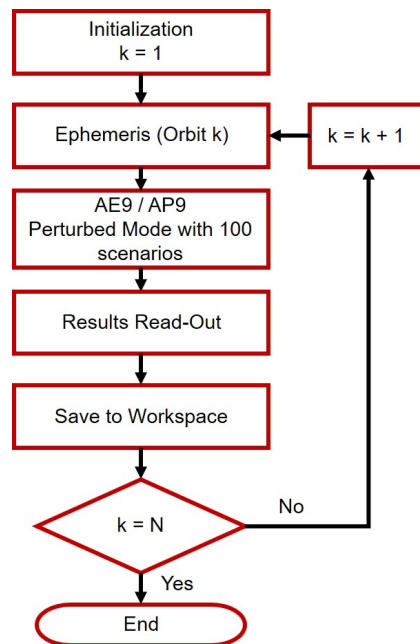 Initialization
k = 1
Ephemeris (Orbit k)
k = k + 1
AE9 / AP9
Perturbed Mode with 100
scenarios
Results Read-Out
Save to Workspace
k = N
No
Yes
End